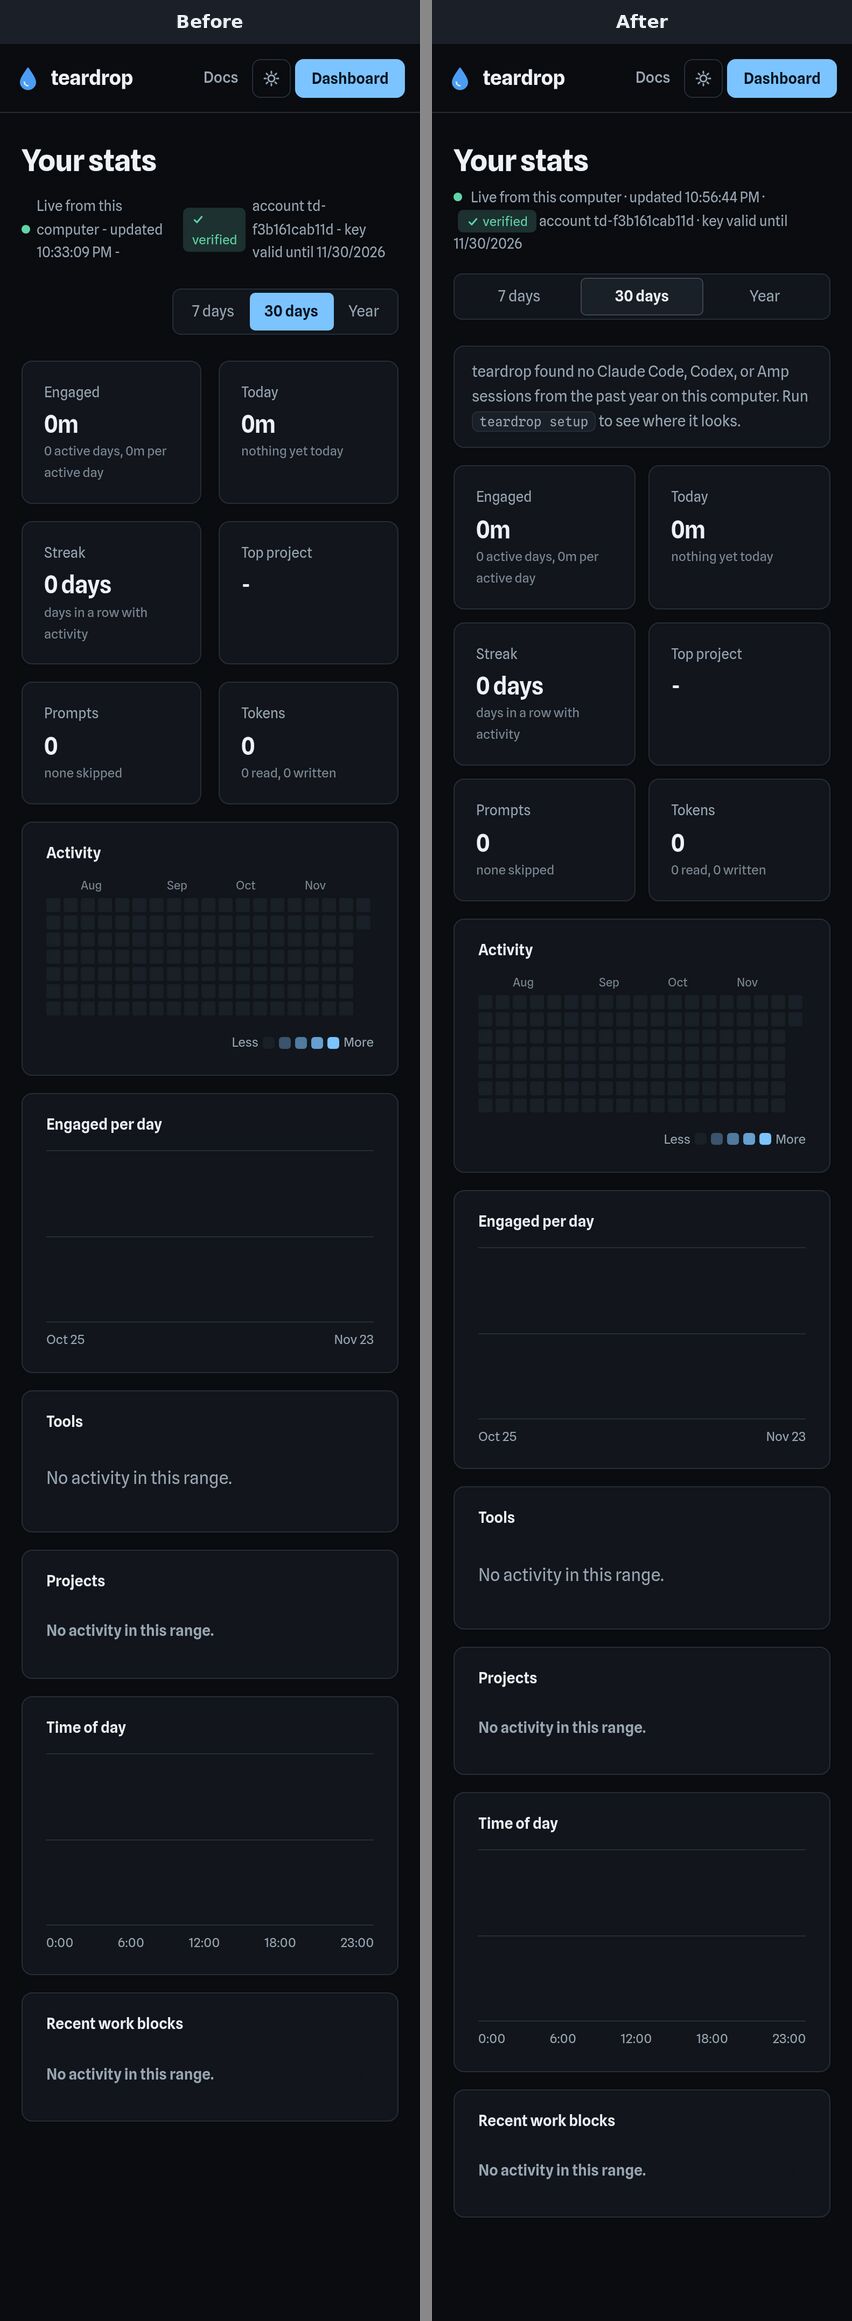 Before
teardrop
Docs
Dashboard
Your stats
Live from this
computer - updated
10:33:09 PM -
✓
verified
account td-
f3b161cab11d - key
valid until 11/30/2026
7 days
30 days
Year
Engaged
0m
0 active days, 0m per
active day
Today
0m
nothing yet today
Streak
0 days
days in a row with
activity
Top project
-
Prompts
0
none skipped
Tokens
0
0 read, 0 written
Activity
Aug Sep Oct Nov
Less More
Engaged per day
Oct 25 Nov 23
Tools
No activity in this range.
Projects
No activity in this range.
Time of day
0:00 6:00 12:00 18:00 23:00
Recent work blocks
No activity in this range.
After
teardrop
Docs
Dashboard
Your stats
Live from this computer · updated 10:56:44 PM ·
✓ verified account td-f3b161cab11d · key valid until
11/30/2026
7 days
30 days
Year
teardrop found no Claude Code, Codex, or Amp
sessions from the past year on this computer. Run
teardrop setup to see where it looks.
Engaged
0m
0 active days, 0m per
active day
Today
0m
nothing yet today
Streak
0 days
days in a row with
activity
Top project
-
Prompts
0
none skipped
Tokens
0
0 read, 0 written
Activity
Aug Sep Oct Nov
Less More
Engaged per day
Oct 25 Nov 23
Tools
No activity in this range.
Projects
No activity in this range.
Time of day
0:00 6:00 12:00 18:00 23:00
Recent work blocks
No activity in this range.